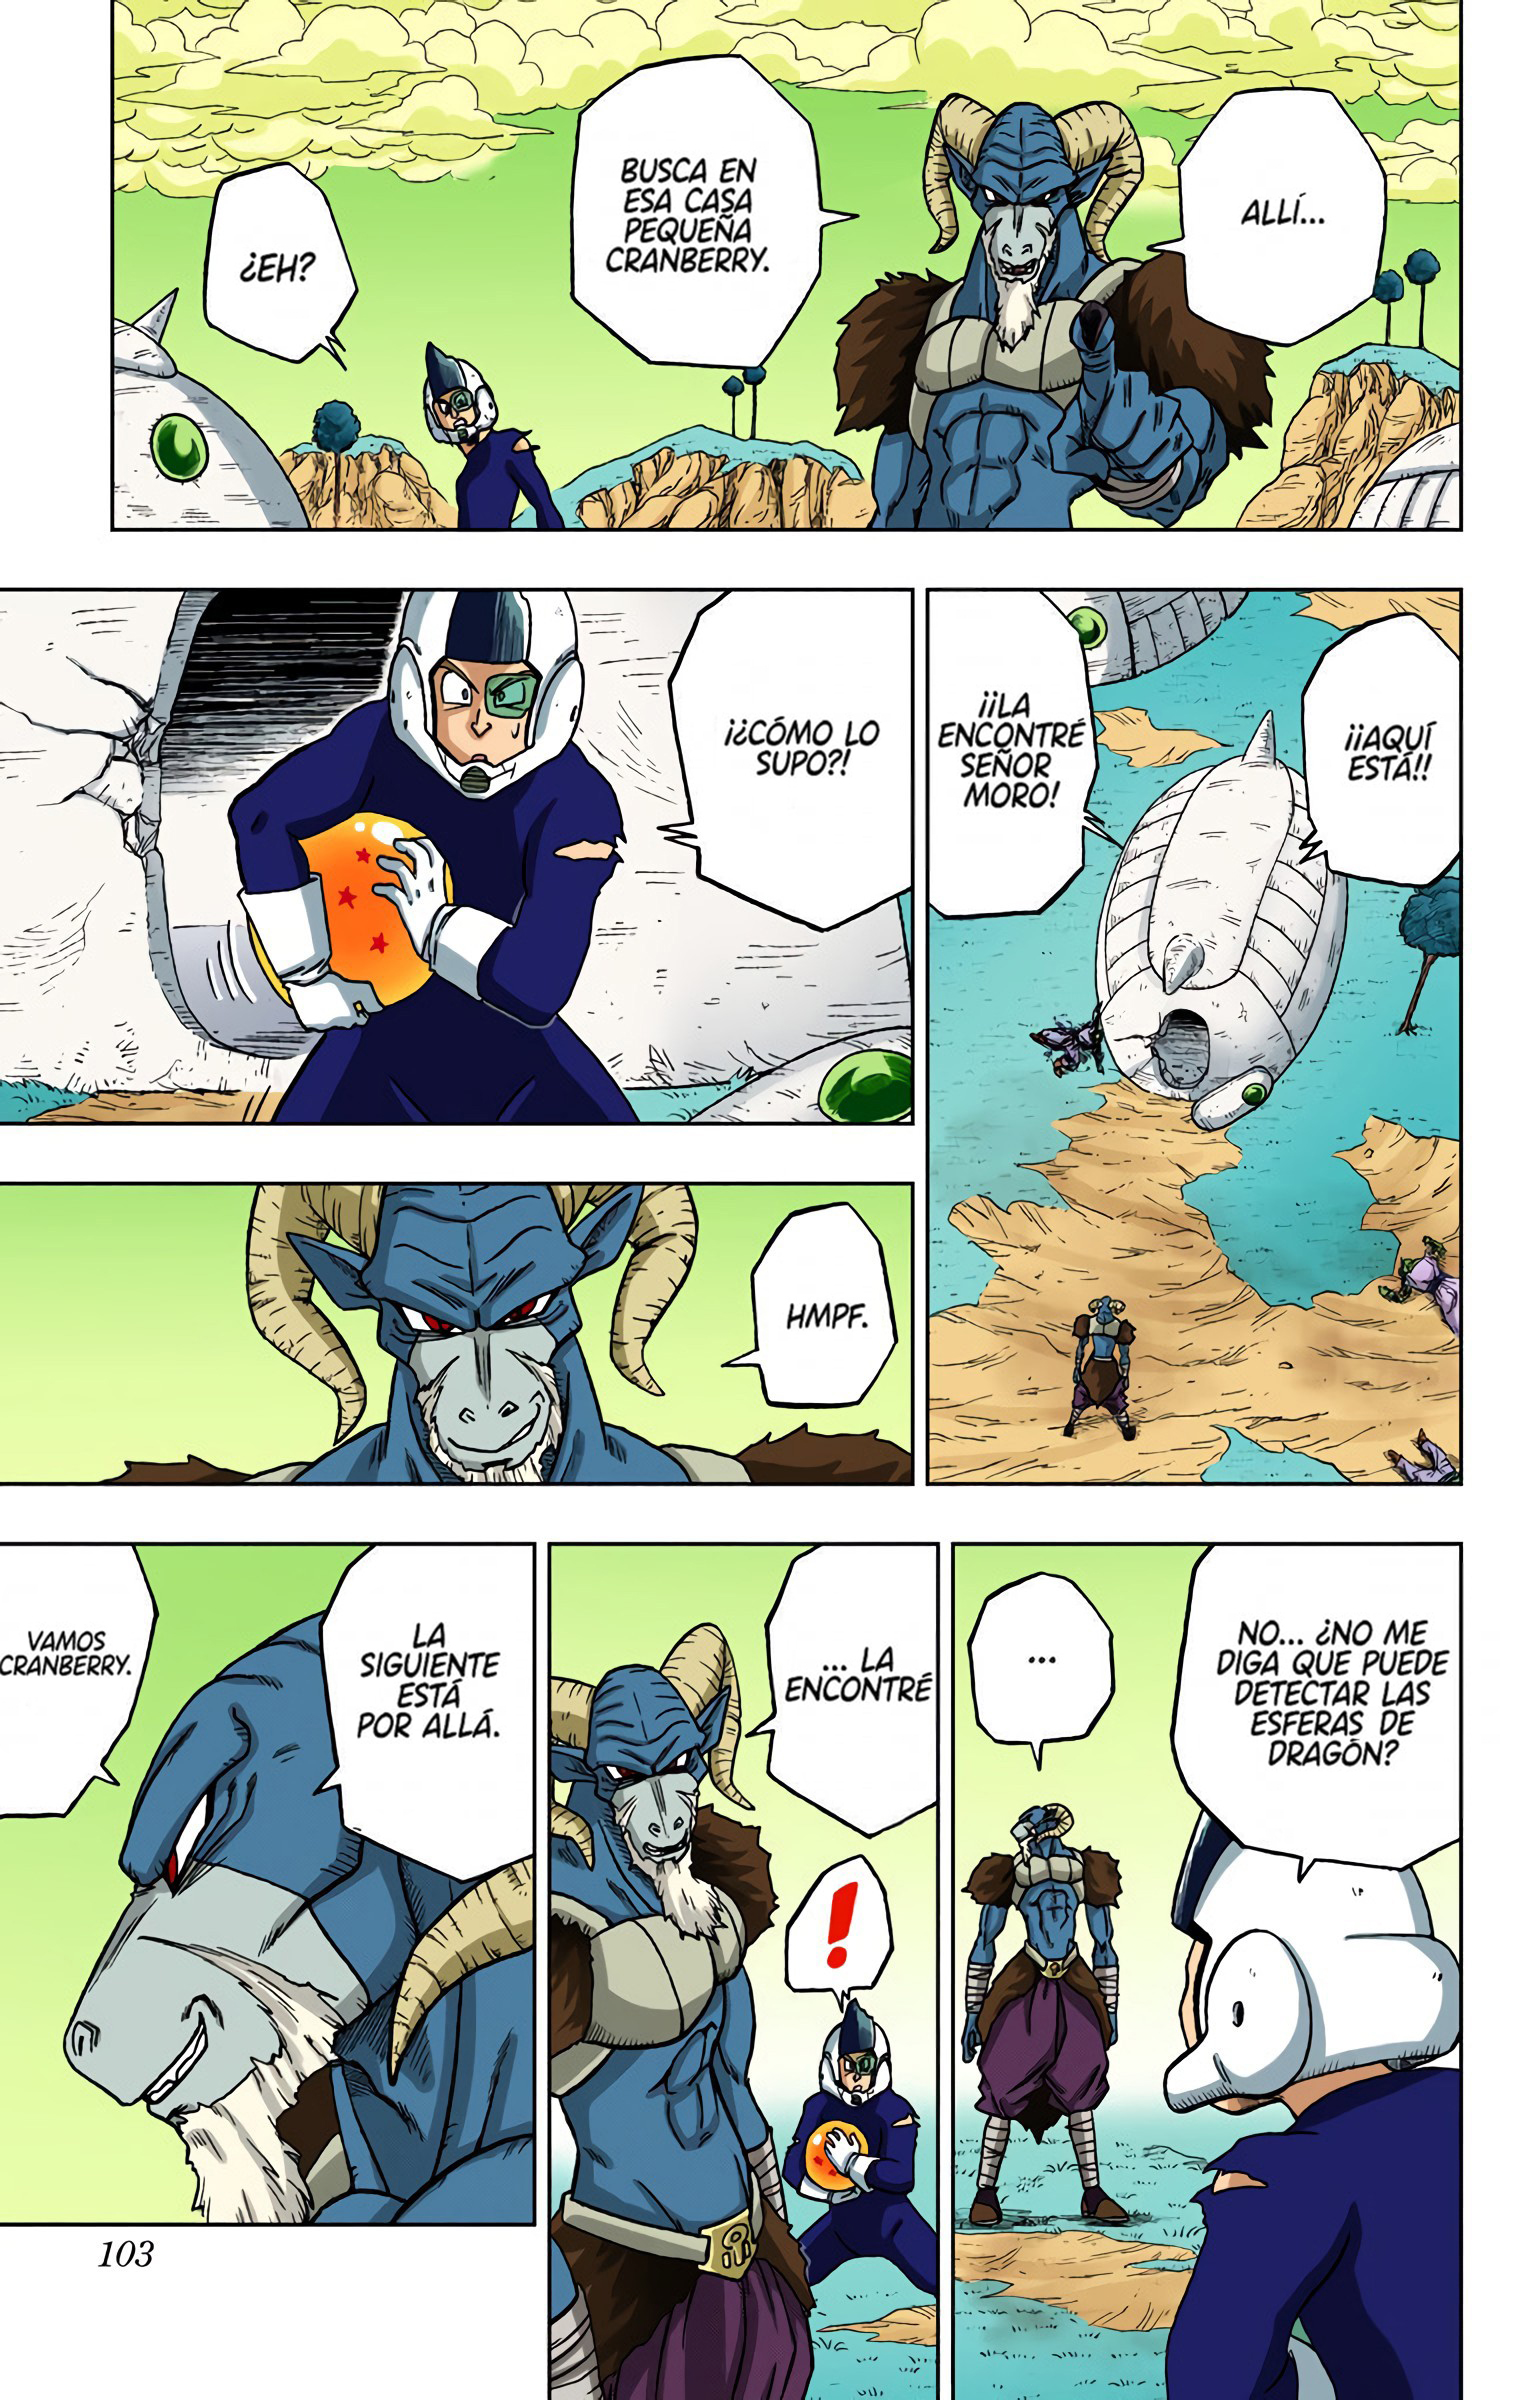 ALLÍ...
BUSCA EN
ESA CASA
PEQUEÑA
CRANBERRY.
¿EH?
¡¡AQUÍ
ESTÁ!!
¡¡LA
ENCONTRÉ
SEÑOR
MORO!
¡¿CÓMO LO
SUPO?!
HMPF.
NO... ¿NO ME
DIGA QUE PUEDE
DETECTAR LAS
ESFERAS DE
DRAGÓN?
...
... LA
ENCONTRÉ
!
LA
SIGUIENTE
ESTÁ
POR ALLÁ.
VAMOS
CRANBERRY.
103